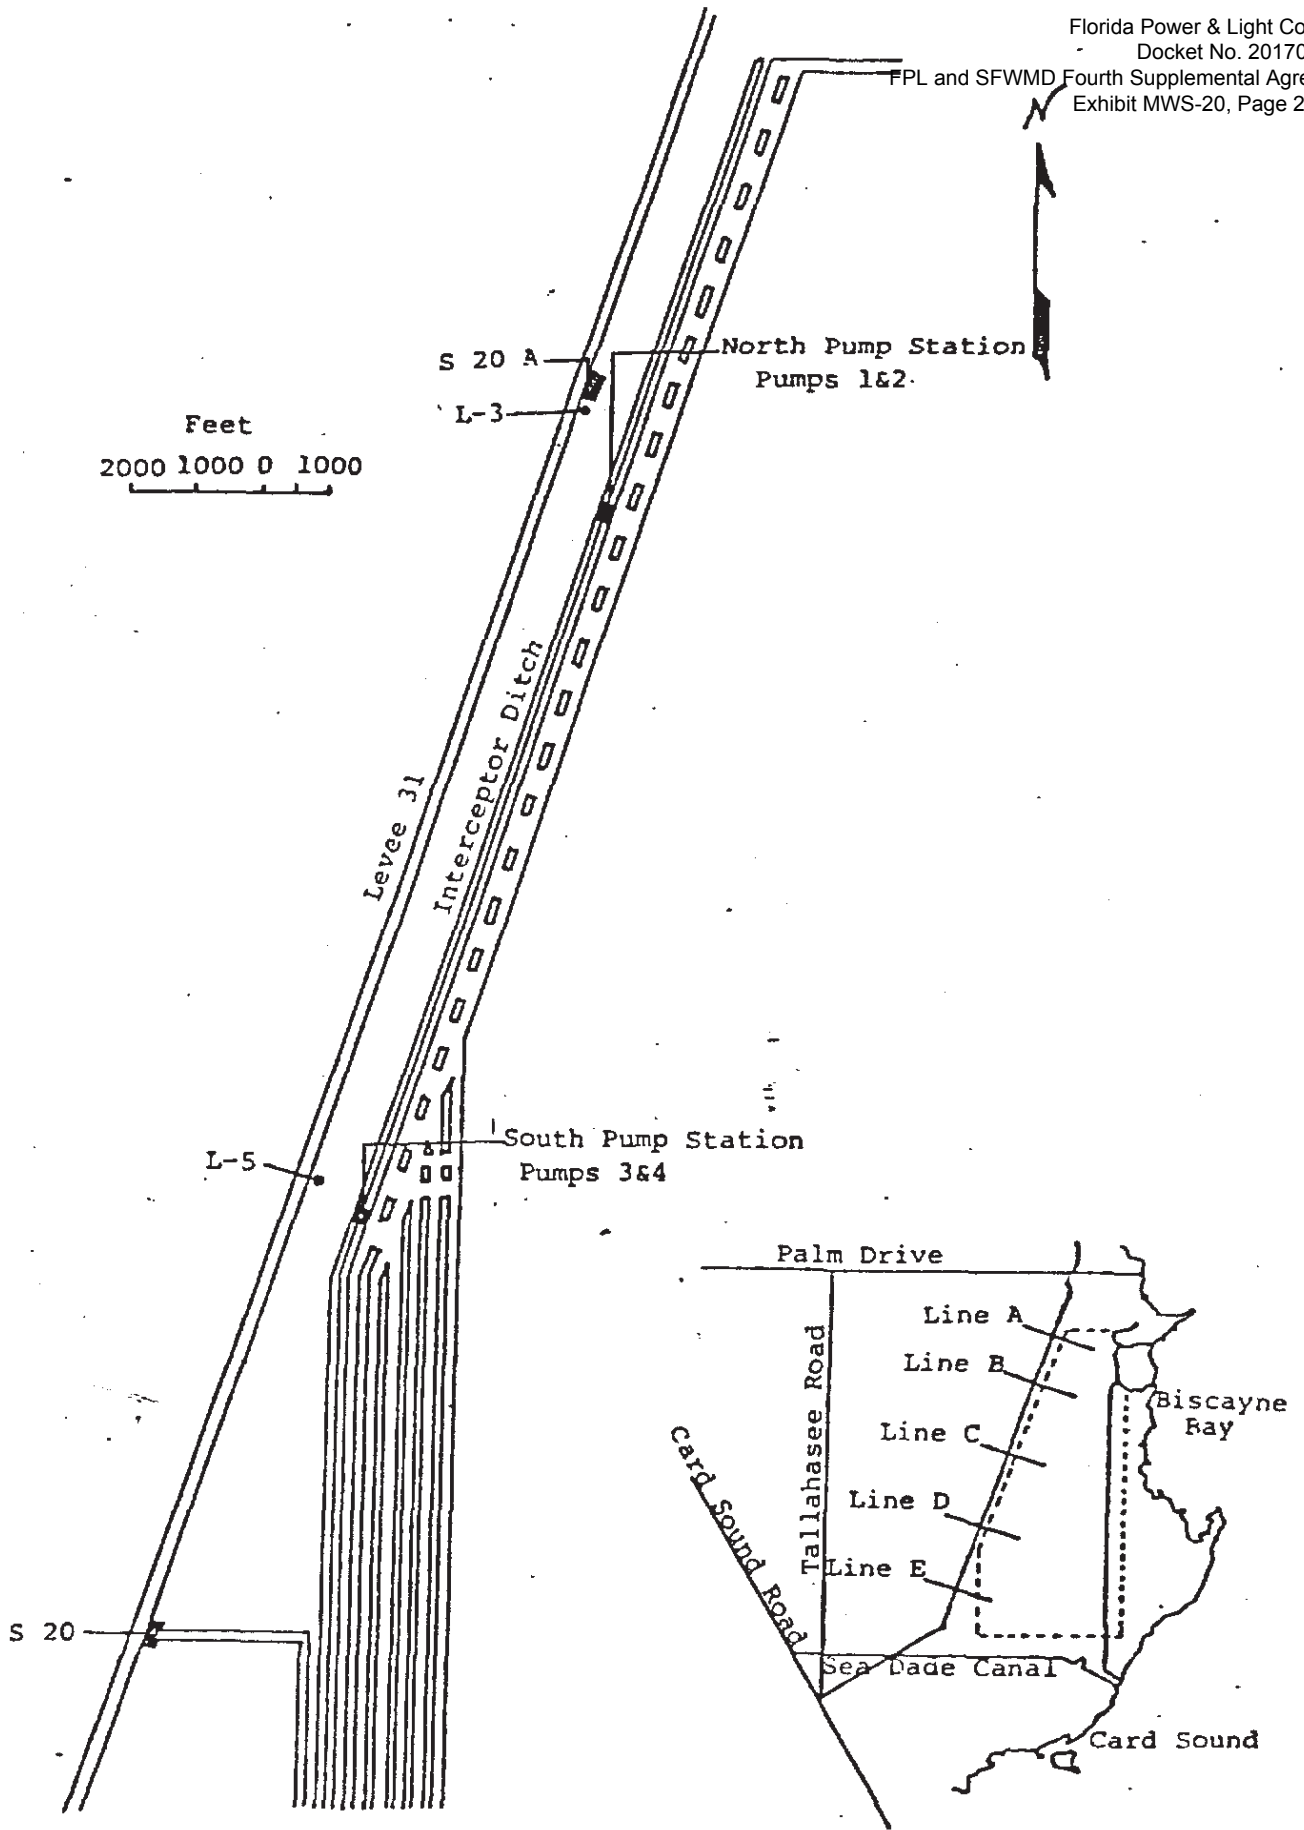 Florida Power & Light Co
Docket No. 20170
FPL and SFWMD Fourth Supplemental Agre
Exhibit MWS-20, Page 2
N
North Pump Station
Pumps 1&2
S 20 A
L-3
Feet
2000 1000 0 1000
Interceptor Ditch
Levee 31
South Pump Station
Pumps 3&4
L-5
S 20
Palm Drive
Line A
Line B
Line C
Line D
Line E
Tallahasee Road
Card Sound Road
Biscayne
Bay
Sea Dade Canal
Card Sound